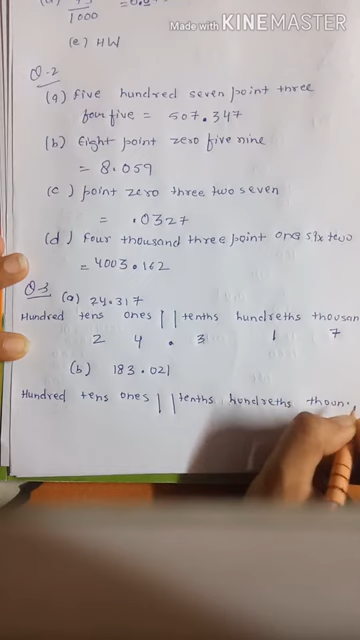 Made with KINEMASTER
1000
(e) HW
Q.2
(a) Five hundred seven point three
four five = 507.347
(b) Eight point zero five nine
= 8.059
(c) point zero three two seven
= .0327
(d) Four thousand three point one six two
= 4003.162
Q.3
(a) 24.317
Hundred tens ones || tenths hundreths thousan
2 4 . 3 1 7
(b) 183.021
Hundred tens ones || tenths hundreths thoun